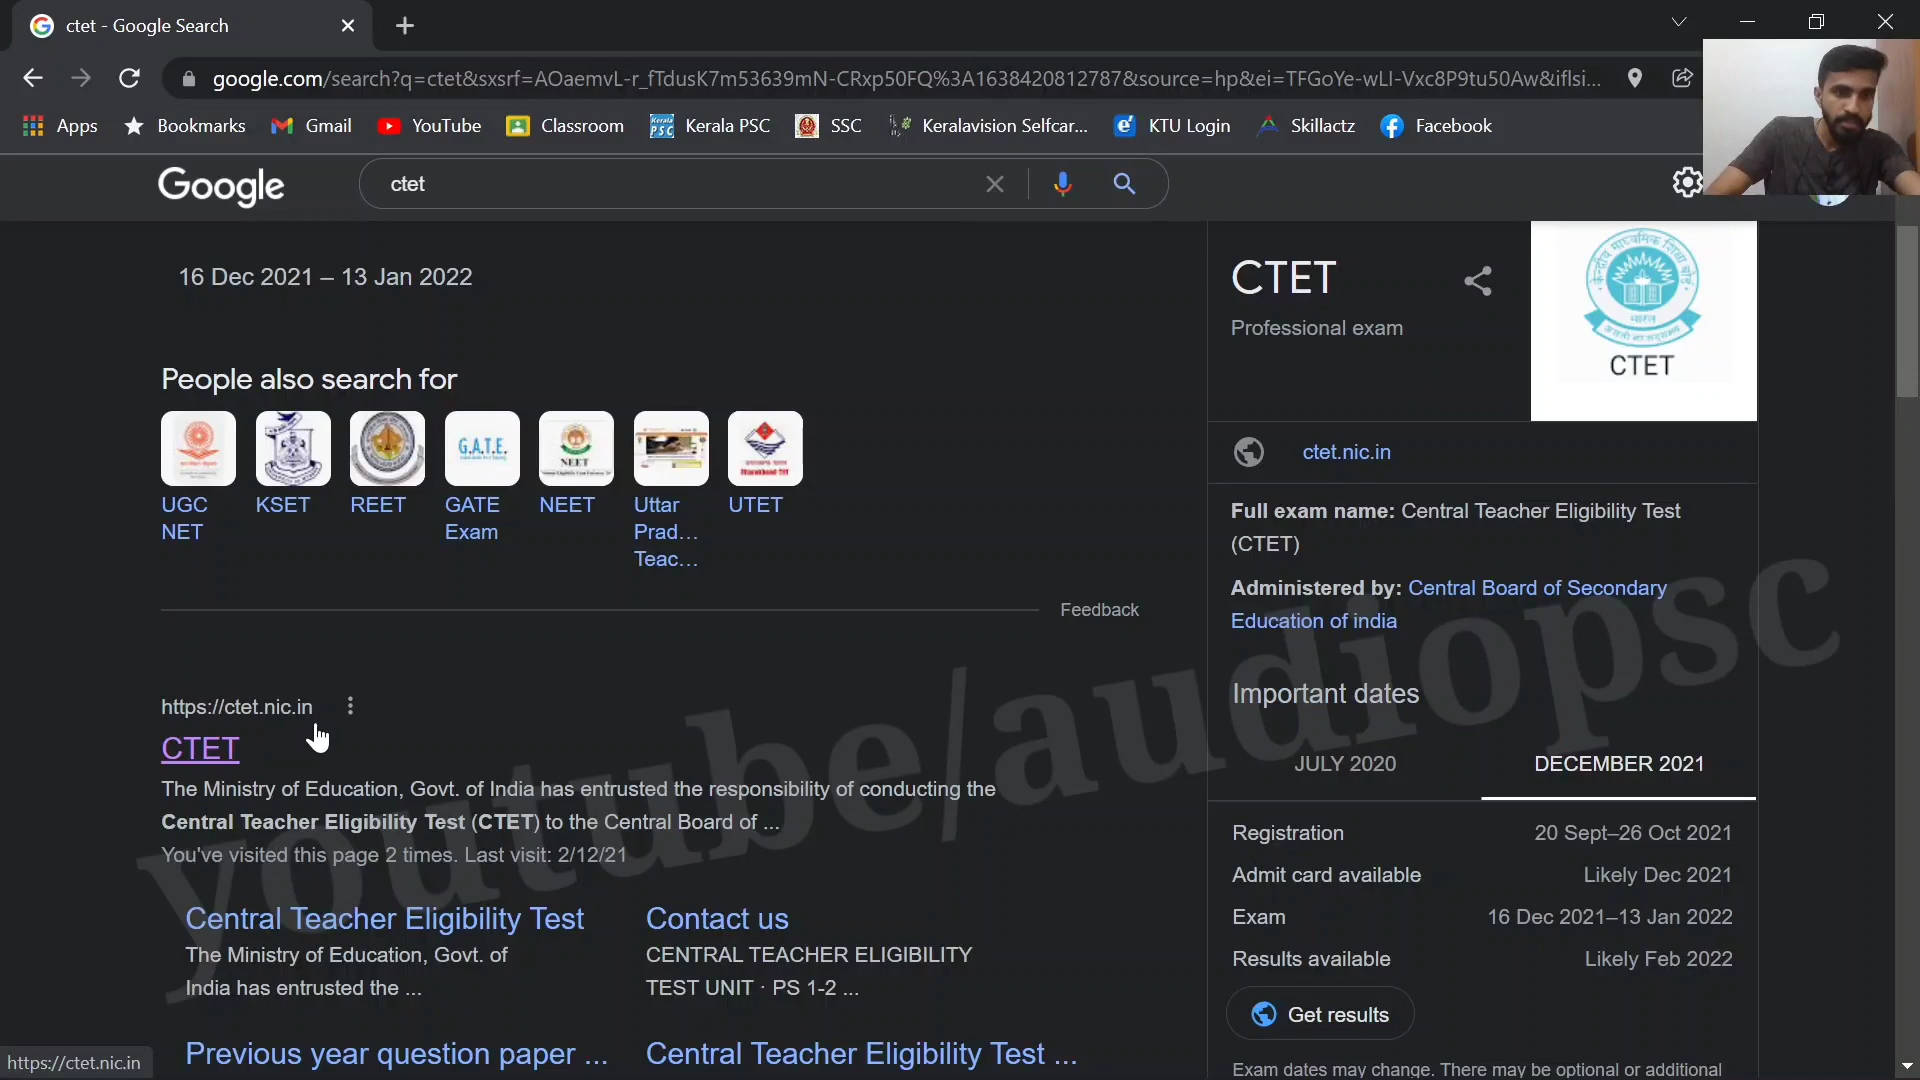 ctet - Google Search
google.com/search?q=ctet&sxsrf=AOaemvL-r_fTdusK7m53639mN-CRxp50FQ%3A1638420812787&source=hp&ei=TFGoYe-wLI-Vxc8P9tu50Aw&iflsi...
Apps Bookmarks Gmail YouTube Classroom Kerala PSC SSC Keralavision Selfcar... KTU Login Skillactz Facebook
Google ctet
16 Dec 2021 – 13 Jan 2022
People also search for
G.A.T.E.
NEET
UGC NET
KSET
REET
GATE Exam
NEET
Uttar Prad... Teac...
UTET
Feedback
https://ctet.nic.in
CTET
The Ministry of Education, Govt. of India has entrusted the responsibility of conducting the
Central Teacher Eligibility Test (CTET) to the Central Board of ...
You've visited this page 2 times. Last visit: 2/12/21
Central Teacher Eligibility Test
The Ministry of Education, Govt. of
India has entrusted the ...
Contact us
CENTRAL TEACHER ELIGIBILITY
TEST UNIT · PS 1-2 ...
Previous year question paper ...
Central Teacher Eligibility Test ...
https://ctet.nic.in
CTET
Professional exam
भारत
CTET
ctet.nic.in
Full exam name: Central Teacher Eligibility Test
(CTET)
Administered by: Central Board of Secondary
Education of india
Important dates
JULY 2020 DECEMBER 2021
Registration 20 Sept–26 Oct 2021
Admit card available Likely Dec 2021
Exam 16 Dec 2021–13 Jan 2022
Results available Likely Feb 2022
Get results
Exam dates may change. There may be optional or additional
youtube/audiopsc